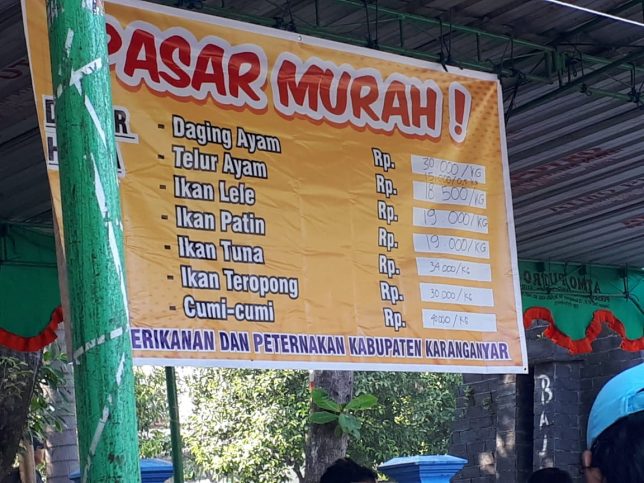 PASAR MURAH !
- Daging Ayam Rp. 30.000/KG
- Telur Ayam Rp. 18.500/KG
- Ikan Lele Rp. 19.000/KG
- Ikan Patin Rp. 19.000/KG
- Ikan Tuna Rp. 34.000/KG
- Ikan Teropong Rp. 30.000/KG
- Cumi-cumi Rp. 40000/KG
ERIKANAN DAN PETERNAKAN KABUPATEN KARANGANYAR